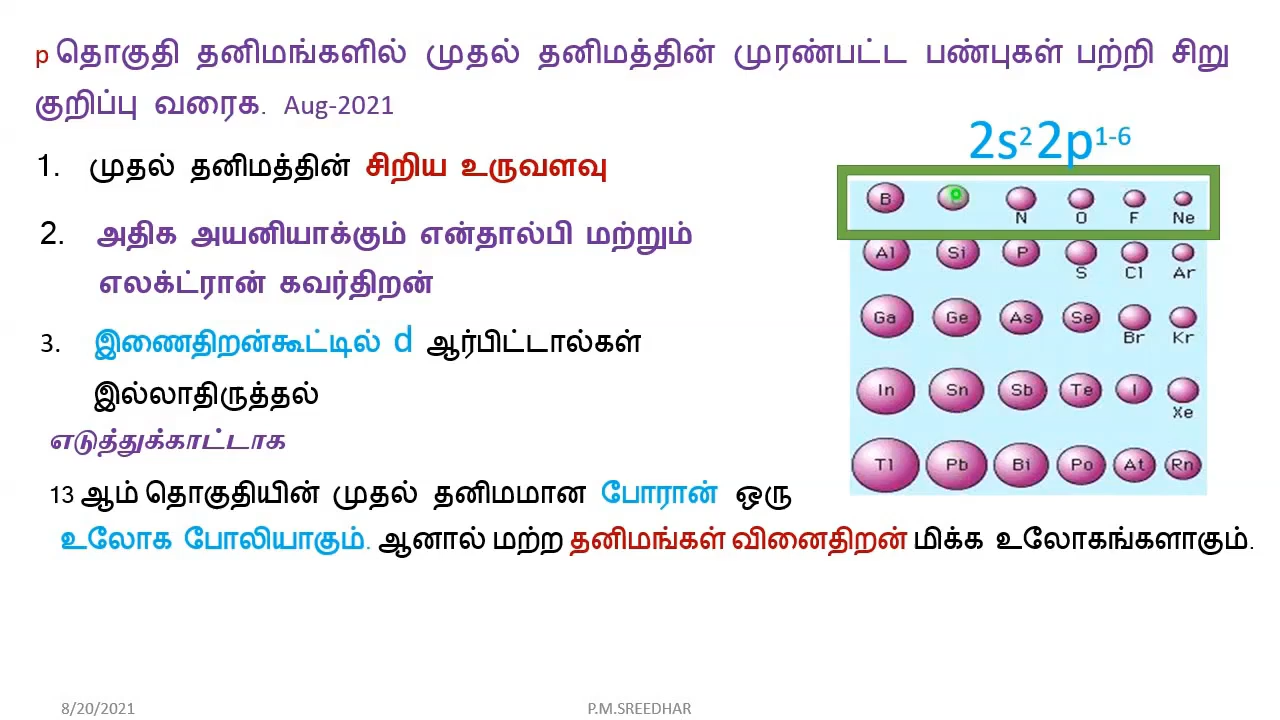 p தொகுதி தனிமங்களில் முதல் தனிமத்தின் முரண்பட்ட பண்புகள் பற்றி சிறு
குறிப்பு வரைக. Aug-2021
2s² 2p¹⁻⁶
1. முதல் தனிமத்தின் சிறிய உருவளவு
2. அதிக அயனியாக்கும் என்தால்பி மற்றும்
எலக்ட்ரான் கவர்திறன்
3. இணைதிறன்கூட்டில் d ஆர்பிட்டால்கள்
இல்லாதிருத்தல்
எடுத்துக்காட்டாக
13 ஆம் தொகுதியின் முதல் தனிமமான போரான் ஒரு
உலோக போலியாகும். ஆனால் மற்ற தனிமங்கள் வினைதிறன் மிக்க உலோகங்களாகும்.
B N O F Ne
Al Si P S Cl Ar
Ga Ge As Se Br Kr
In Sn Sb Te I Xe
Tl Pb Bi Po At Rn
8/20/2021 P.M.SREEDHAR